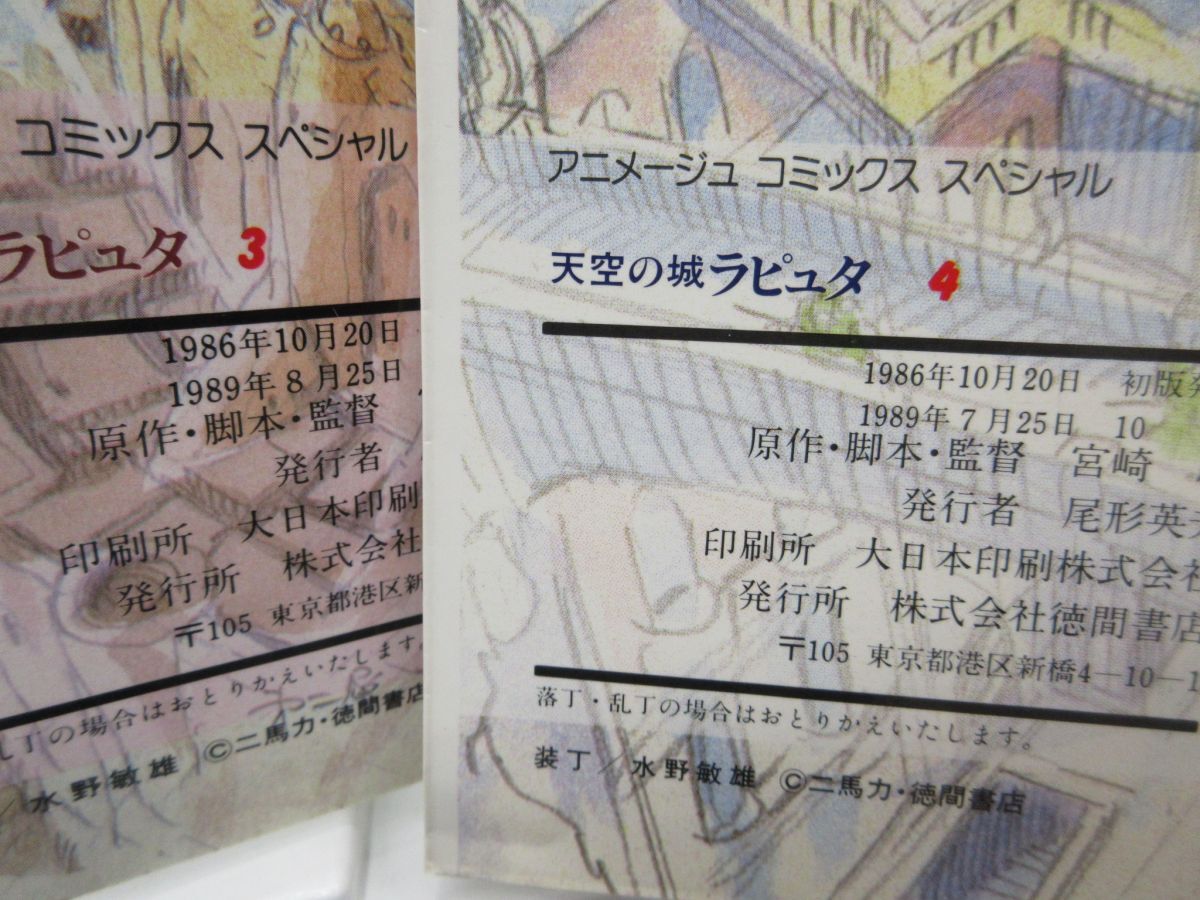 コミックス スペシャル
ラピュタ 3
1986年10月20日
1989年8月25日
原作・脚本・監督
発行者
印刷所 大日本印刷
発行所 株式会社
〒105 東京都港区新
丁の場合はおとりかえいたします。
/水野敏雄 ©二馬力・徳間書店
アニメージュ コミックス スペシャル
天空の城ラピュタ 4
1986年10月20日 初版
1989年7月25日 10
原作・脚本・監督 宮崎
発行者 尾形英
印刷所 大日本印刷株式会社
発行所 株式会社徳間書店
〒105 東京都港区新橋4-10-1
落丁・乱丁の場合はおとりかえいたします。
装丁/水野敏雄 ©二馬力・徳間書店